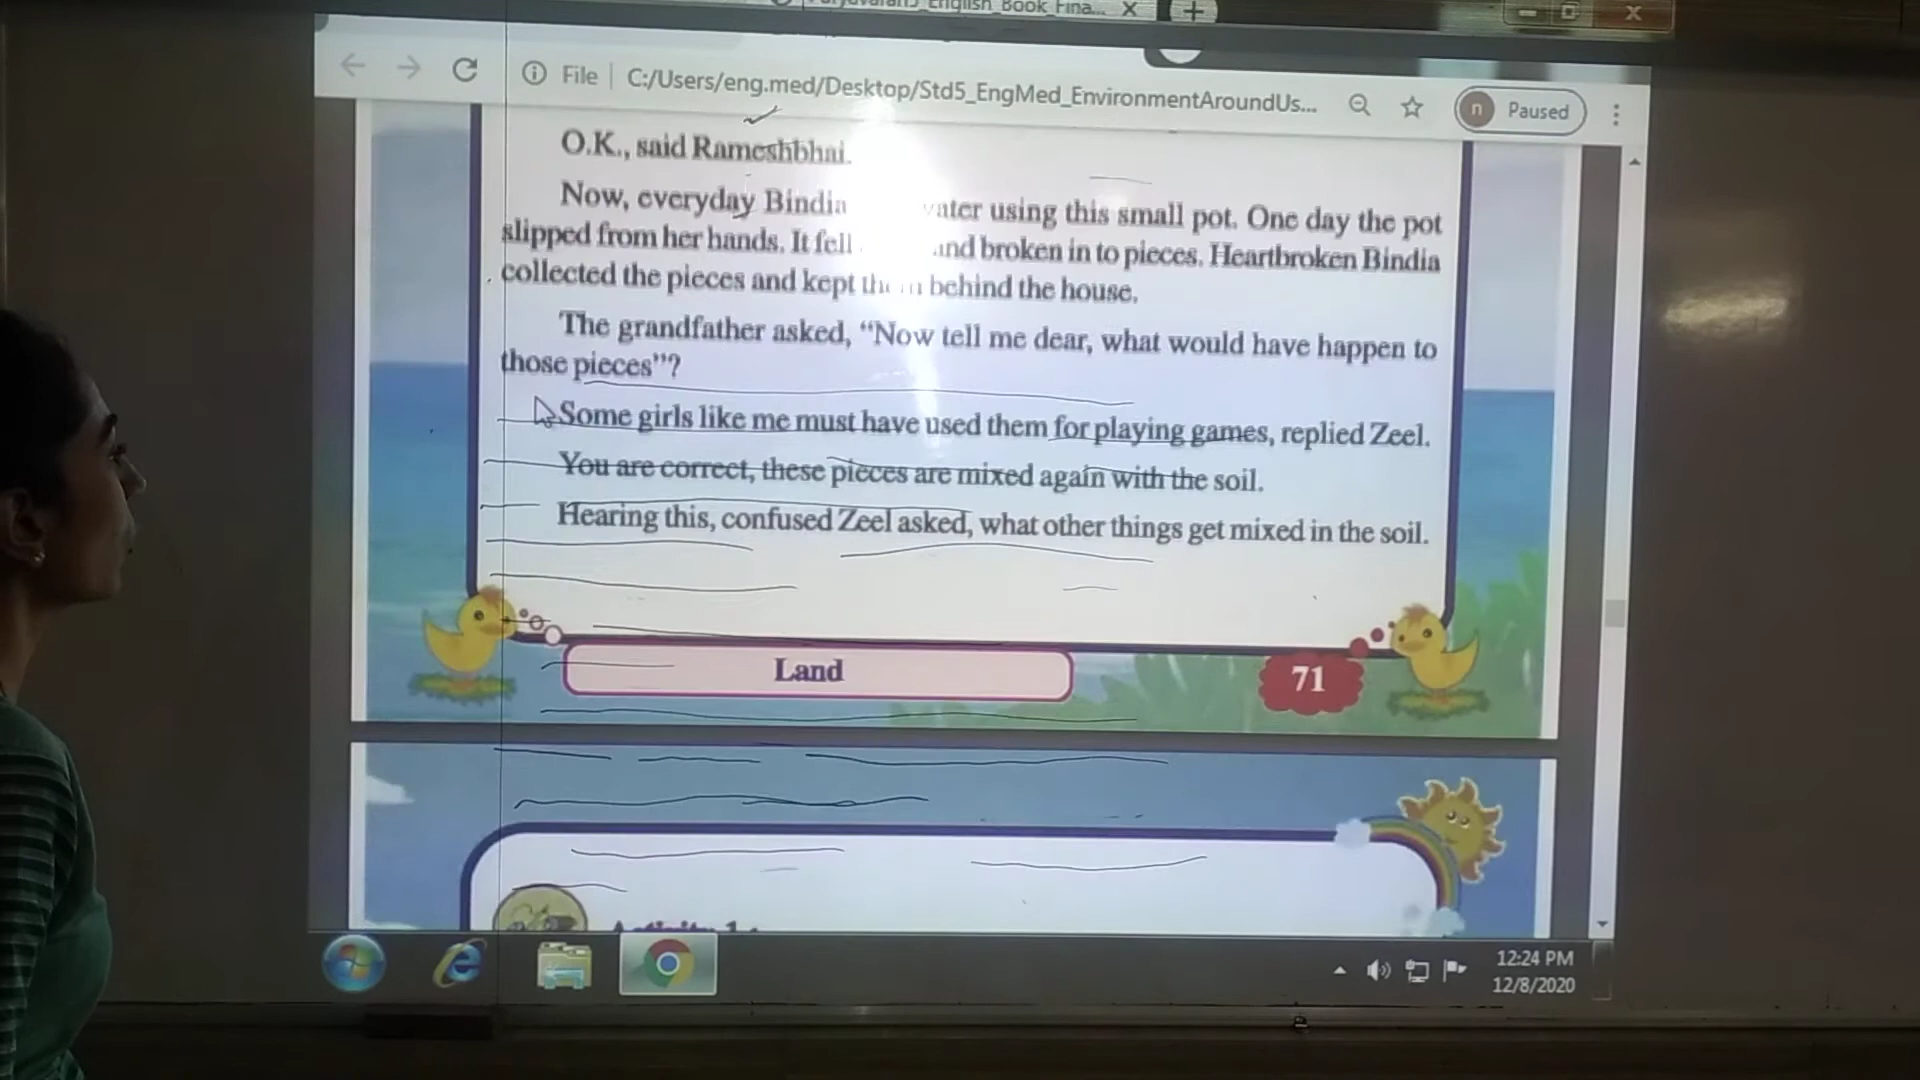 English_Book_Fina...
File C:/Users/eng.med/Desktop/Std5_EngMed_EnvironmentAroundUs...
n Paused
O.K., said Rameshbhai.
Now, everyday Bindia water using this small pot. One day the pot
slipped from her hands. It fell and broken in to pieces. Heartbroken Bindia
collected the pieces and kept them behind the house.
The grandfather asked, “Now tell me dear, what would have happen to
those pieces”?
Some girls like me must have used them for playing games, replied Zeel.
You are correct, these pieces are mixed again with the soil.
Hearing this, confused Zeel asked, what other things get mixed in the soil.
Land
71
12:24 PM
12/8/2020